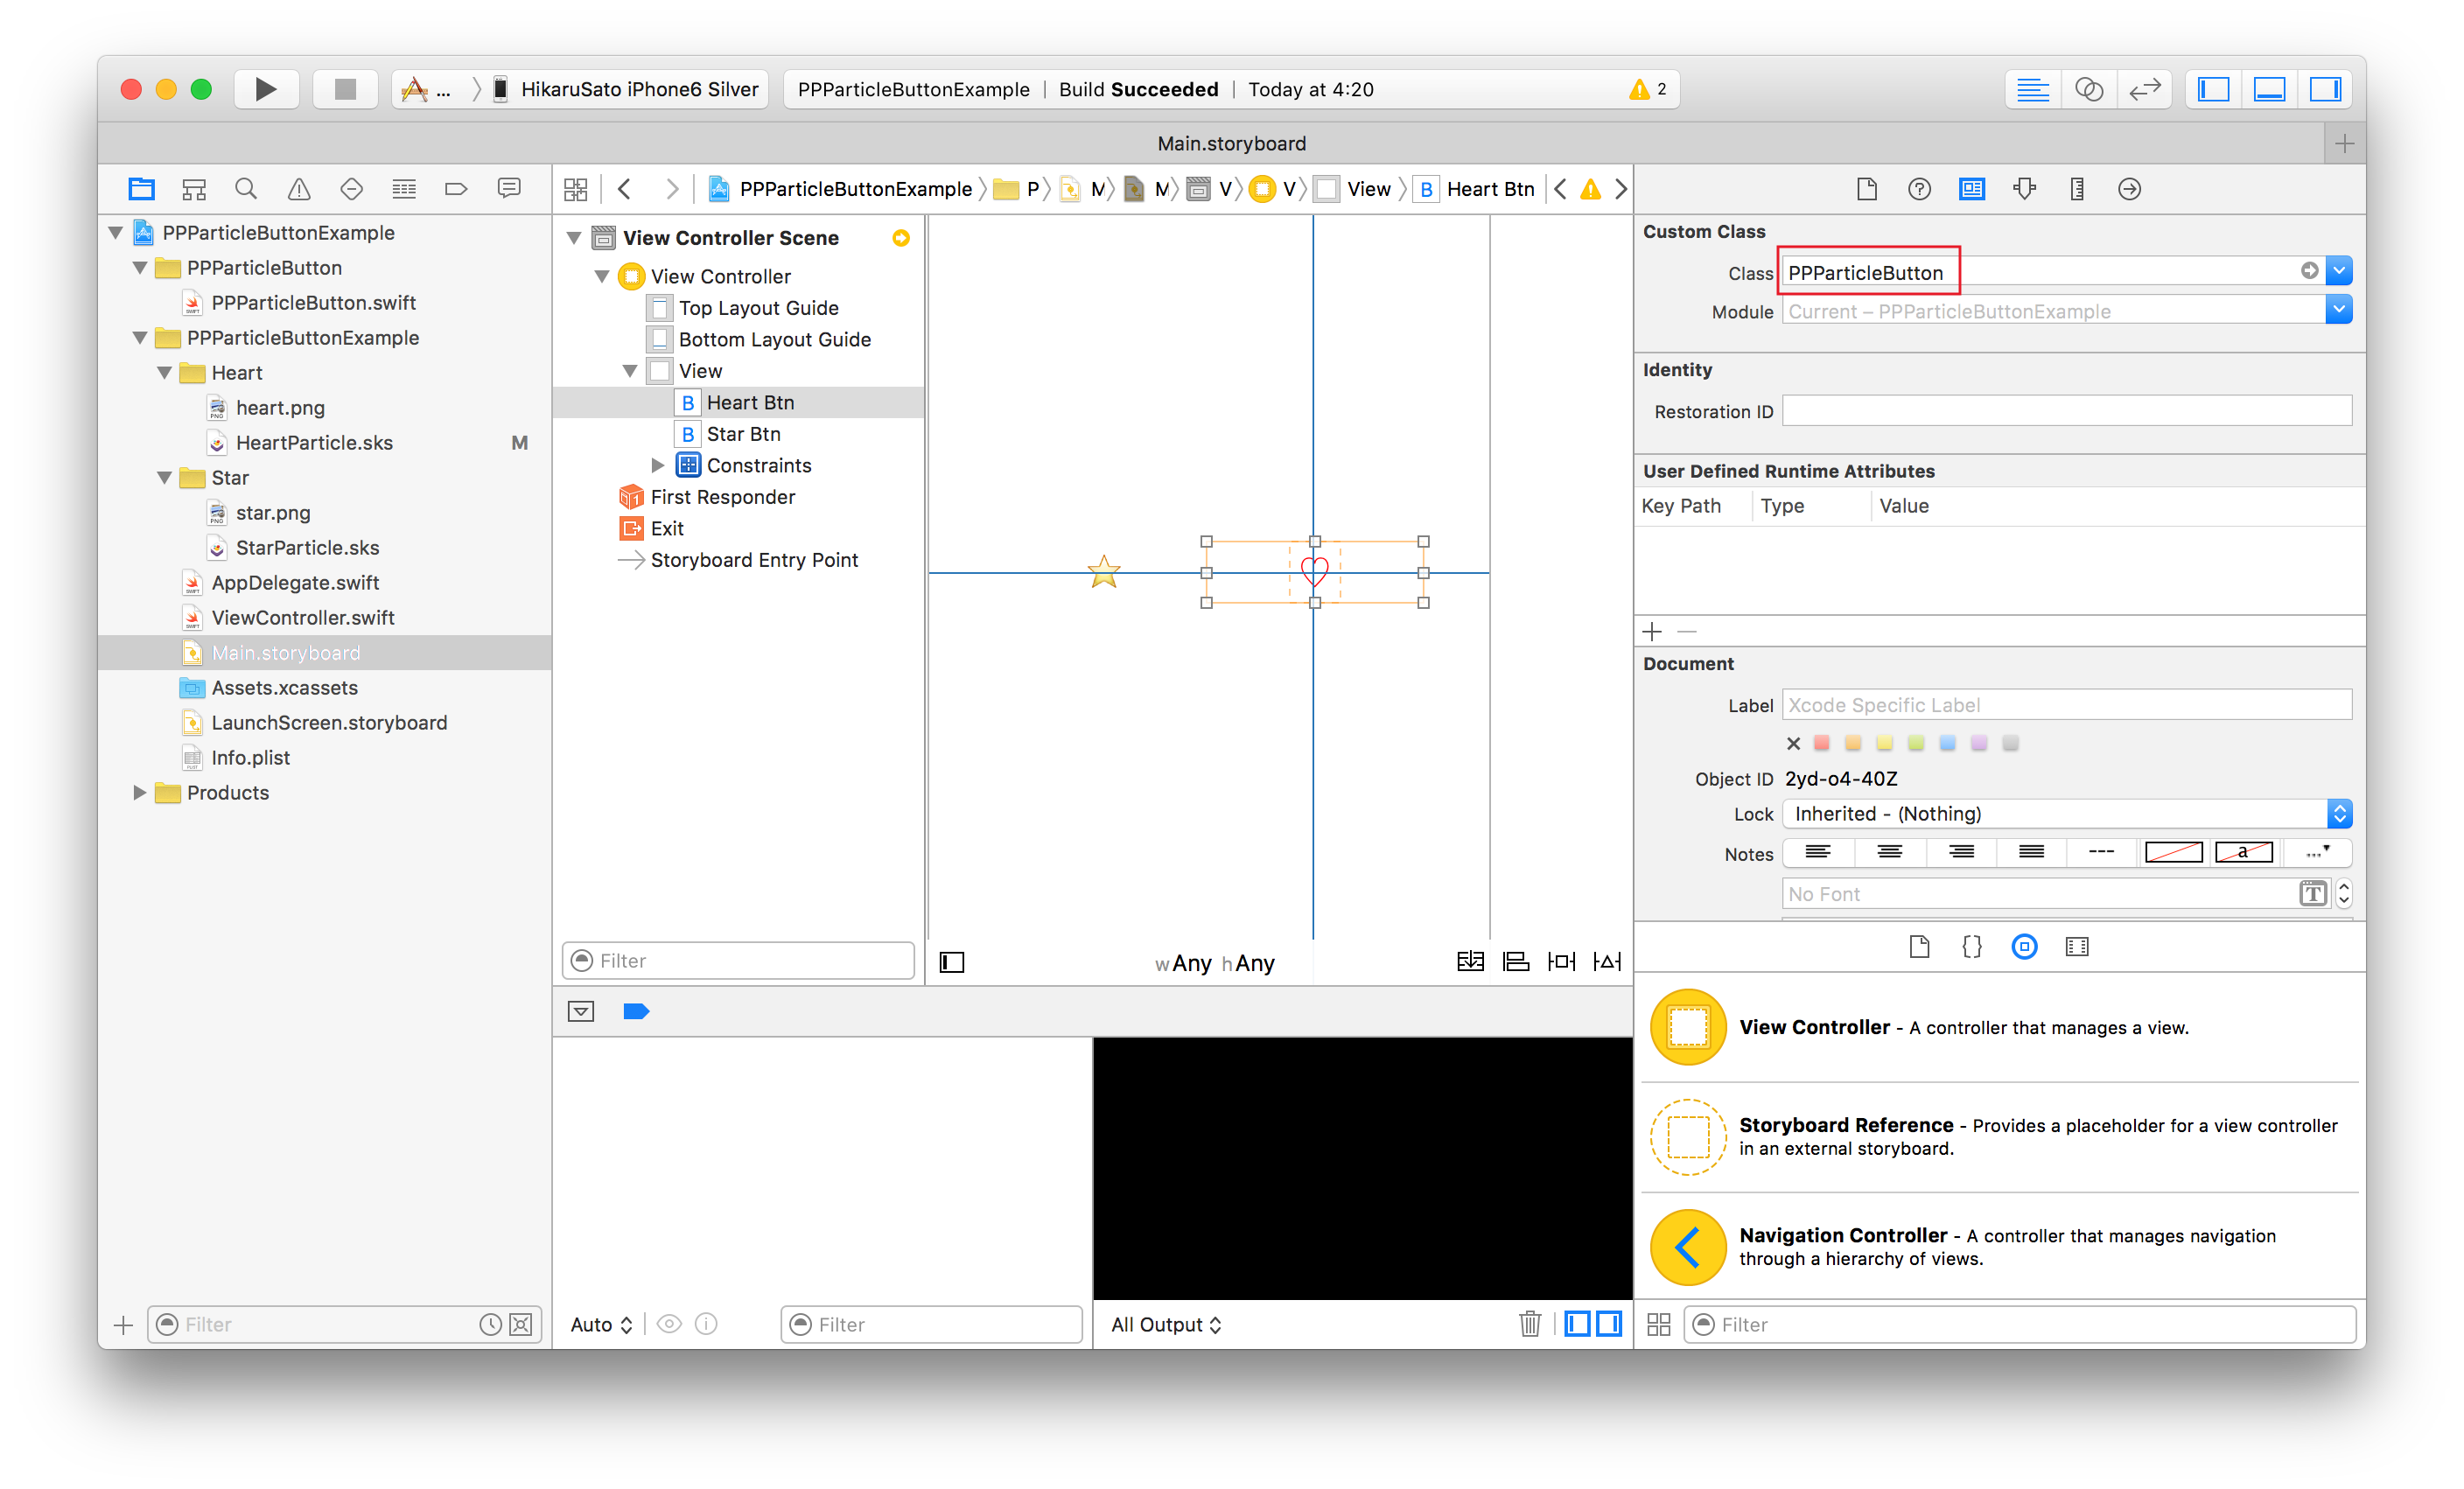 ... HikaruSato iPhone6 Silver
PPParticleButtonExample | Build Succeeded | Today at 4:20
2
Main.storyboard
PPParticleButtonExample
PPParticleButton
PPParticleButton.swift
PPParticleButtonExample
Heart
heart.png
HeartParticle.sks M
Star
star.png
StarParticle.sks
AppDelegate.swift
ViewController.swift
Main.storyboard
Assets.xcassets
LaunchScreen.storyboard
Info.plist
Products
Filter
PPParticleButtonExample P M M V V View B Heart Btn
View Controller Scene
View Controller
Top Layout Guide
Bottom Layout Guide
View
B Heart Btn
B Star Btn
Constraints
First Responder
Exit
Storyboard Entry Point
Filter
wAny hAny
Auto
Filter
All Output
Custom Class
Class PPParticleButton
Module Current – PPParticleButtonExample
Identity
Restoration ID
User Defined Runtime Attributes
Key Path Type Value
Document
Label Xcode Specific Label
Object ID 2yd-o4-40Z
Lock Inherited - (Nothing)
Notes --- a ...
No Font T
{}
View Controller - A controller that manages a view.
Storyboard Reference - Provides a placeholder for a view controller
in an external storyboard.
Navigation Controller - A controller that manages navigation
through a hierarchy of views.
Filter